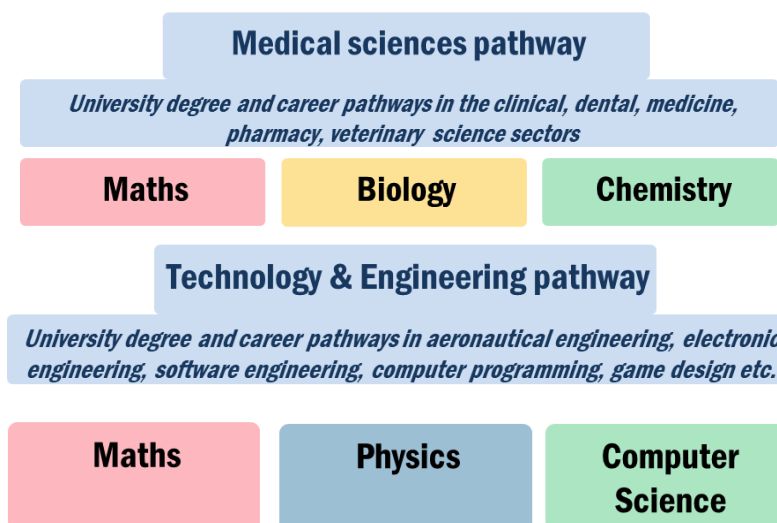 Medical sciences pathway
University degree and career pathways in the clinical, dental, medicine,
pharmacy, veterinary science sectors
Maths Biology Chemistry
Technology & Engineering pathway
University degree and career pathways in aeronautical engineering, electronic
engineering, software engineering, computer programming, game design etc.
Maths Physics Computer
Science